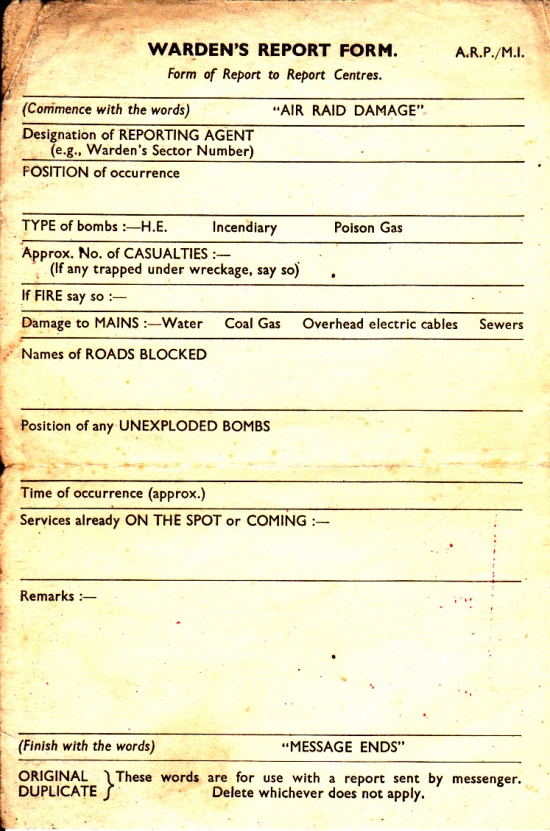 WARDEN'S REPORT FORM. A.R.P./M.I.
Form of Report to Report Centres.
(Commence with the words) "AIR RAID DAMAGE"
Designation of REPORTING AGENT
(e.g., Warden's Sector Number)
POSITION of occurrence
TYPE of bombs :—H.E. Incendiary Poison Gas
Approx. No. of CASUALTIES :—
(If any trapped under wreckage, say so)
If FIRE say so :—
Damage to MAINS :—Water Coal Gas Overhead electric cables Sewers
Names of ROADS BLOCKED
Position of any UNEXPLODED BOMBS
Time of occurrence (approx.)
Services already ON THE SPOT or COMING :—
Remarks :—
(Finish with the words) "MESSAGE ENDS"
ORIGINAL } These words are for use with a report sent by messenger.
DUPLICATE Delete whichever does not apply.